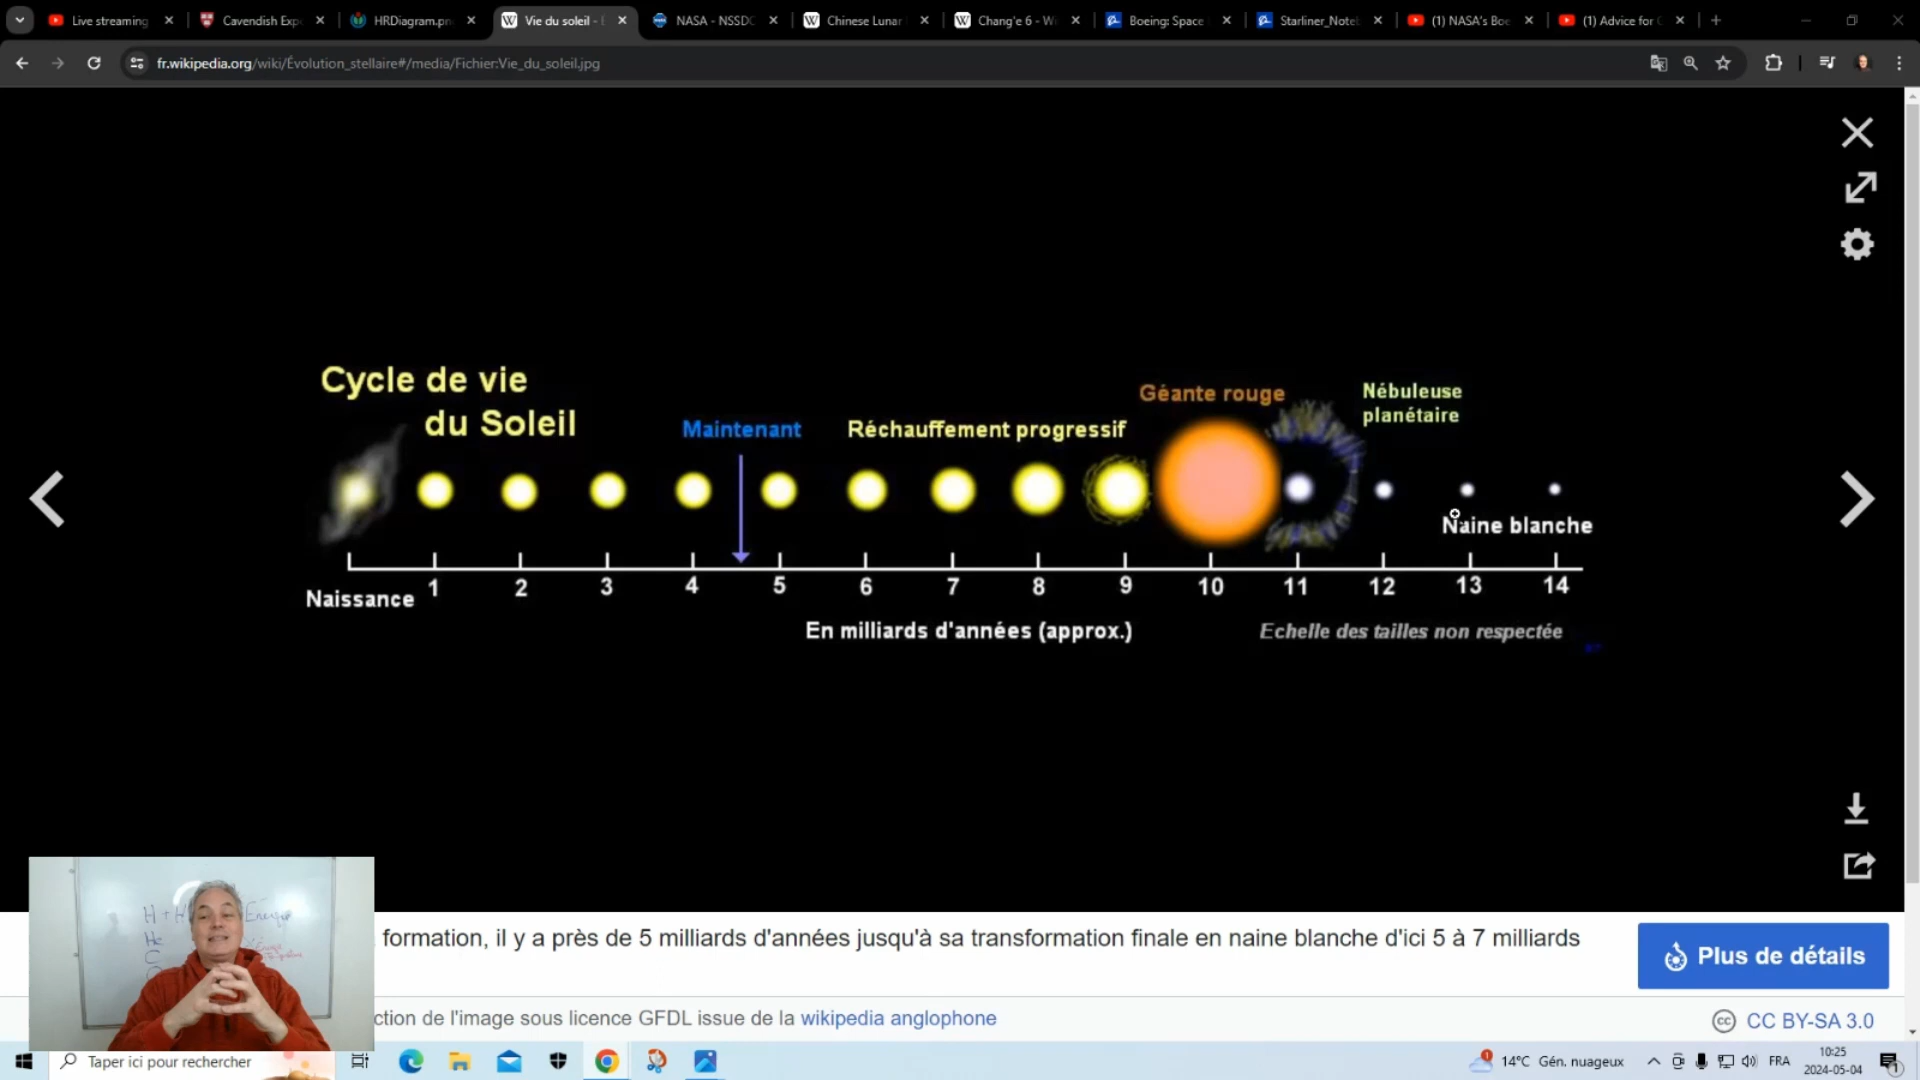 Live streaming
Cavendish Exp
HRDiagram.pn
Vie du soleil -
NASA - NSSDC
Chinese Lunar
Chang'e 6 - W
Boeing: Space
Starliner_Note
(1) NASA's Boe
(1) Advice for
fr.wikipedia.org/wiki/Évolution_stellaire#/media/Fichier:Vie_du_soleil.jpg
Cycle de vie
du Soleil
Maintenant
Réchauffement progressif
Géante rouge
Nébuleuse
planétaire
Naine blanche
Naissance
1 2 3 4 5 6 7 8 9 10 11 12 13 14
En milliards d'années (approx.)
Echelle des tailles non respectée
H + H
Energie
He
C
formation, il y a près de 5 milliards d'années jusqu'à sa transformation finale en naine blanche d'ici 5 à 7 milliards
Plus de détails
ction de l'image sous licence GFDL issue de la wikipedia anglophone
CC BY-SA 3.0
Taper ici pour rechercher
14°C Gén. nuageux
FRA
10:25
2024-05-04